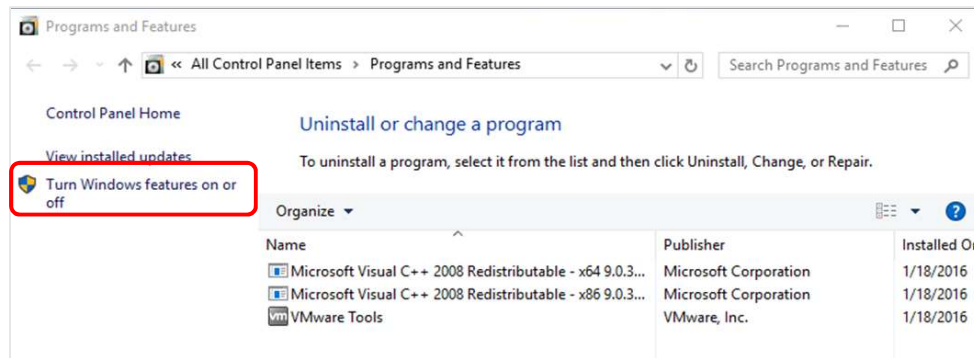 Programs and Features
« All Control Panel Items > Programs and Features
Search Programs and Features
Control Panel Home
View installed updates
Turn Windows features on or
off
Uninstall or change a program
To uninstall a program, select it from the list and then click Uninstall, Change, or Repair.
Organize
Name Publisher Installed O
Microsoft Visual C++ 2008 Redistributable - x64 9.0.3... Microsoft Corporation 1/18/2016
Microsoft Visual C++ 2008 Redistributable - x86 9.0.3... Microsoft Corporation 1/18/2016
vm VMware Tools VMware, Inc. 1/18/2016